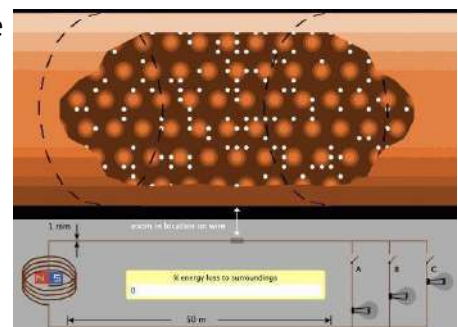 e
1 mm
zoom in location on wire
N S
A
B
C
% energy loss to surroundings
0
50 m